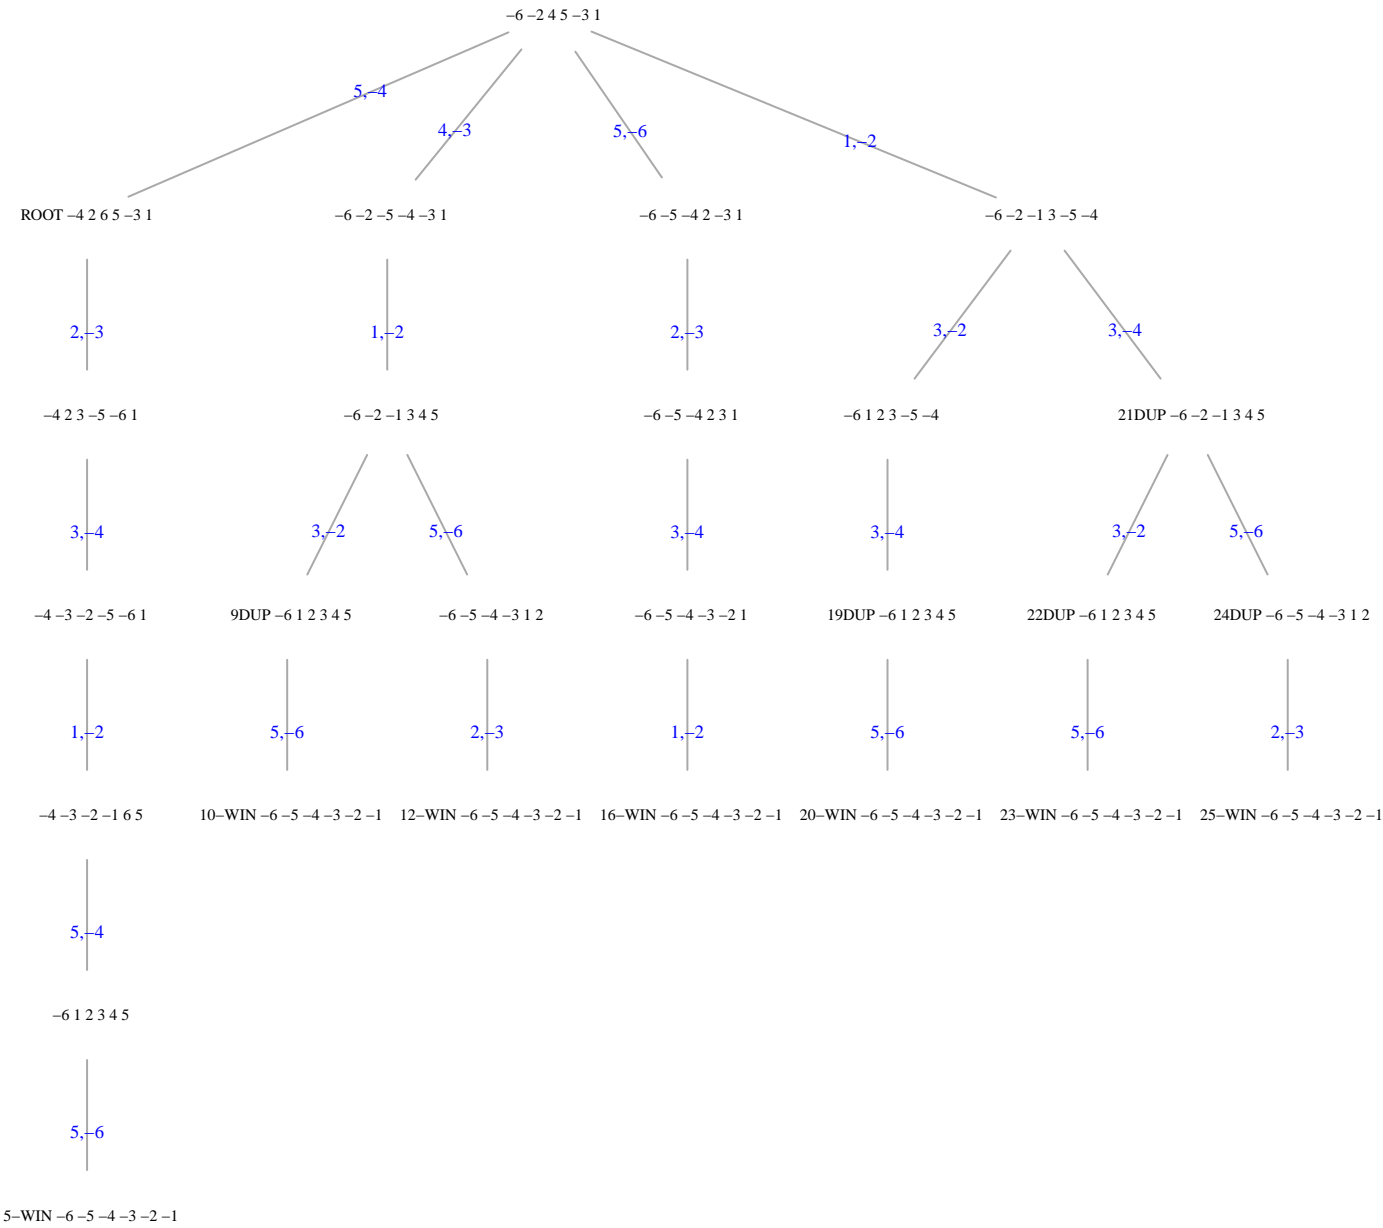 –6 –2 4 5 –3 1
5,–4
4,–3
5,–6
1,–2
ROOT –4 2 6 5 –3 1
–6 –2 –5 –4 –3 1
–6 –5 –4 2 –3 1
–6 –2 –1 3 –5 –4
2,–3
1,–2
2,–3
3,–2
3,–4
–4 2 3 –5 –6 1
–6 –2 –1 3 4 5
–6 –5 –4 2 3 1
–6 1 2 3 –5 –4
21DUP –6 –2 –1 3 4 5
3,–4
3,–2
5,–6
3,–4
3,–4
3,–2
5,–6
–4 –3 –2 –5 –6 1
9DUP –6 1 2 3 4 5
–6 –5 –4 –3 1 2
–6 –5 –4 –3 –2 1
19DUP –6 1 2 3 4 5
22DUP –6 1 2 3 4 5
24DUP –6 –5 –4 –3 1 2
1,–2
5,–6
2,–3
1,–2
5,–6
5,–6
2,–3
–4 –3 –2 –1 6 5
10–WIN –6 –5 –4 –3 –2 –1
12–WIN –6 –5 –4 –3 –2 –1
16–WIN –6 –5 –4 –3 –2 –1
20–WIN –6 –5 –4 –3 –2 –1
23–WIN –6 –5 –4 –3 –2 –1
25–WIN –6 –5 –4 –3 –2 –1
5,–4
–6 1 2 3 4 5
5,–6
5–WIN –6 –5 –4 –3 –2 –1